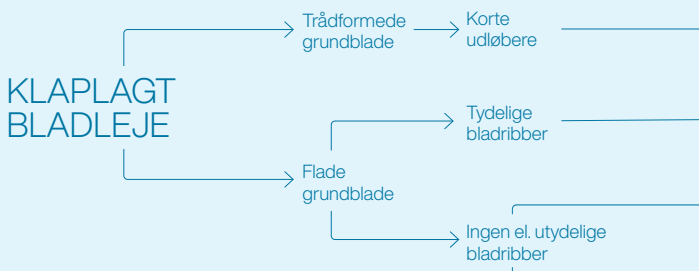 KLAPLAGT
BLADLEJE
Trådformede
grundblade
Korte
udløbere
Flade
grundblade
Tydelige
bladribber
Ingen el. utydelige
bladribber